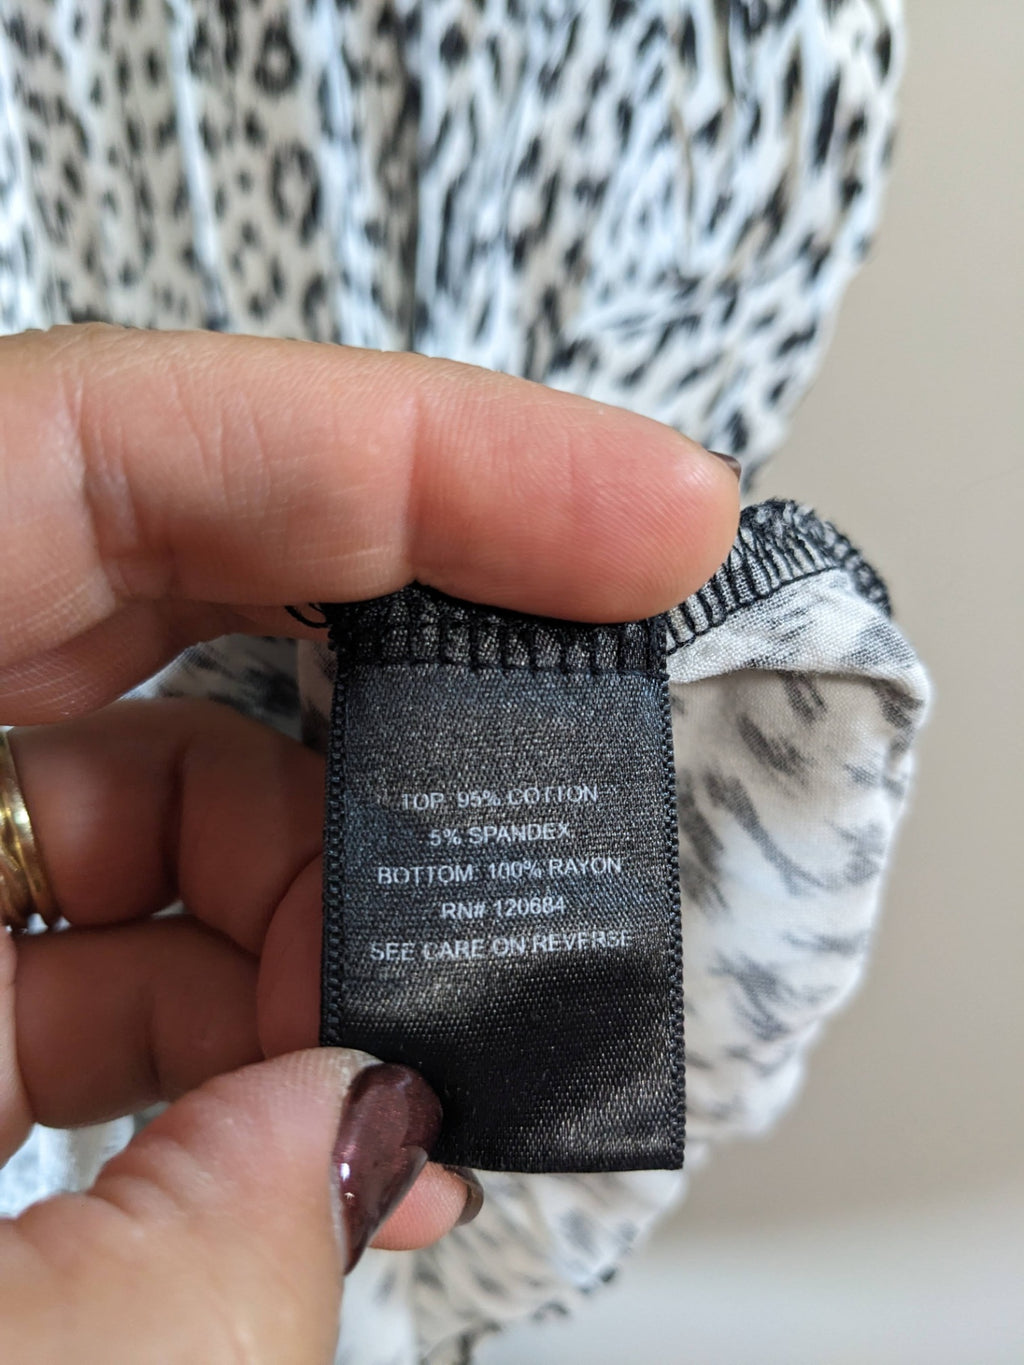 TOP: 95% COTTON
5% SPANDEX
BOTTOM: 100% RAYON
RN# 120684
SEE CARE ON REVERSE